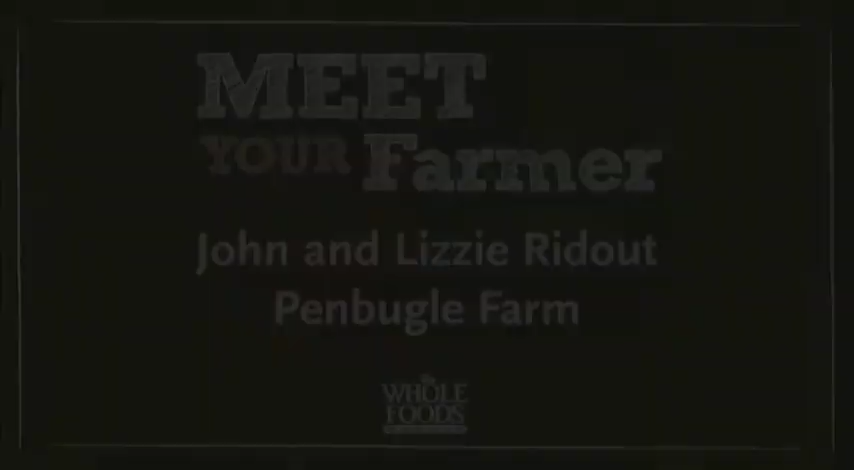 MEET
YOUR Farmer
John and Lizzie Ridout
Penbugle Farm
WHOLE
FOODS